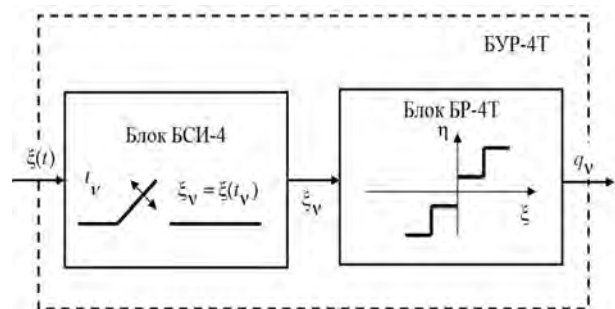 БУР-4Т
Блок БСИ-4
Блок БР-4Т
η
ξ(t)
t_ν
ξ_ν = ξ(t_ν)
ξ_ν
ξ
q_ν